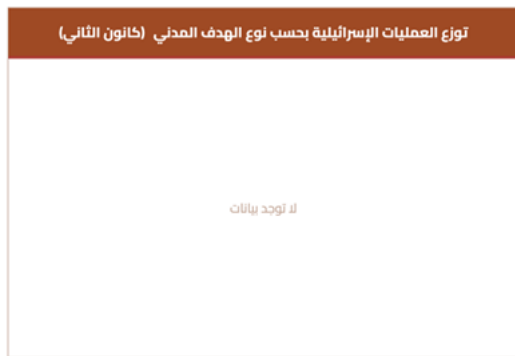 توزع العمليات الإسرائيلية بحسب نوع الهدف المدني (كانون الثاني)
لا توجد بيانات